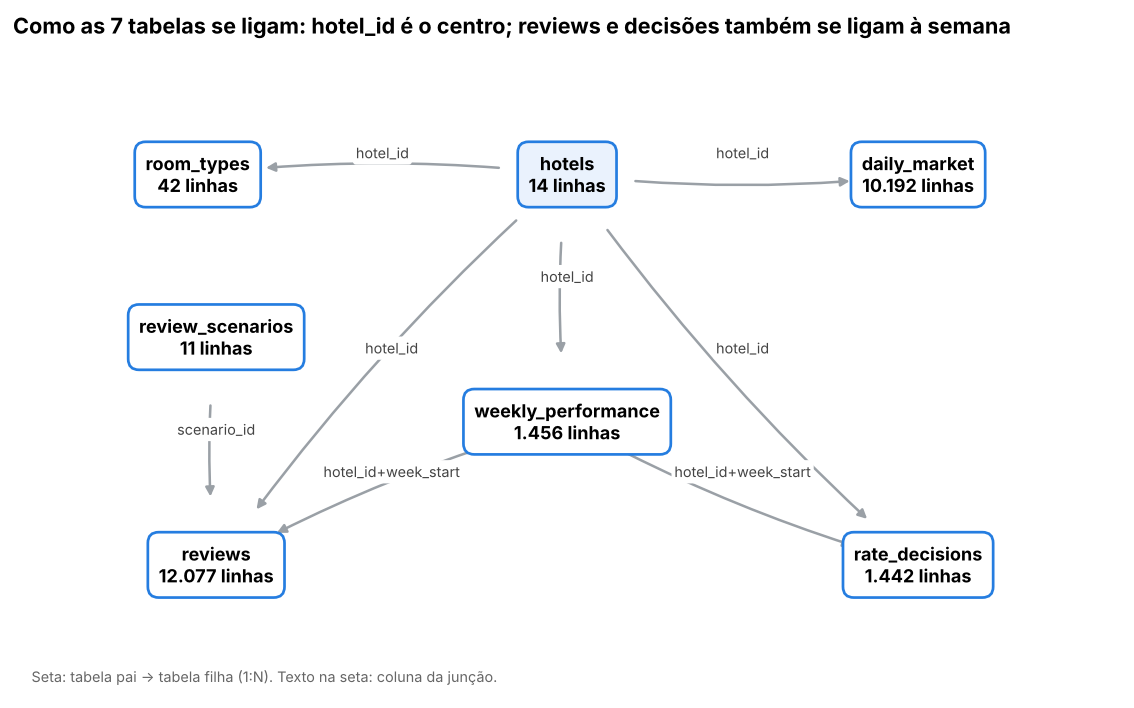 Como as 7 tabelas se ligam: hotel_id é o centro; reviews e decisões também se ligam à semana
room_types
42 linhas
hotel_id
hotels
14 linhas
hotel_id
daily_market
10.192 linhas
hotel_id
review_scenarios
11 linhas
hotel_id
hotel_id
weekly_performance
1.456 linhas
scenario_id
hotel_id+week_start
hotel_id+week_start
reviews
12.077 linhas
rate_decisions
1.442 linhas
Seta: tabela pai → tabela filha (1:N). Texto na seta: coluna da junção.